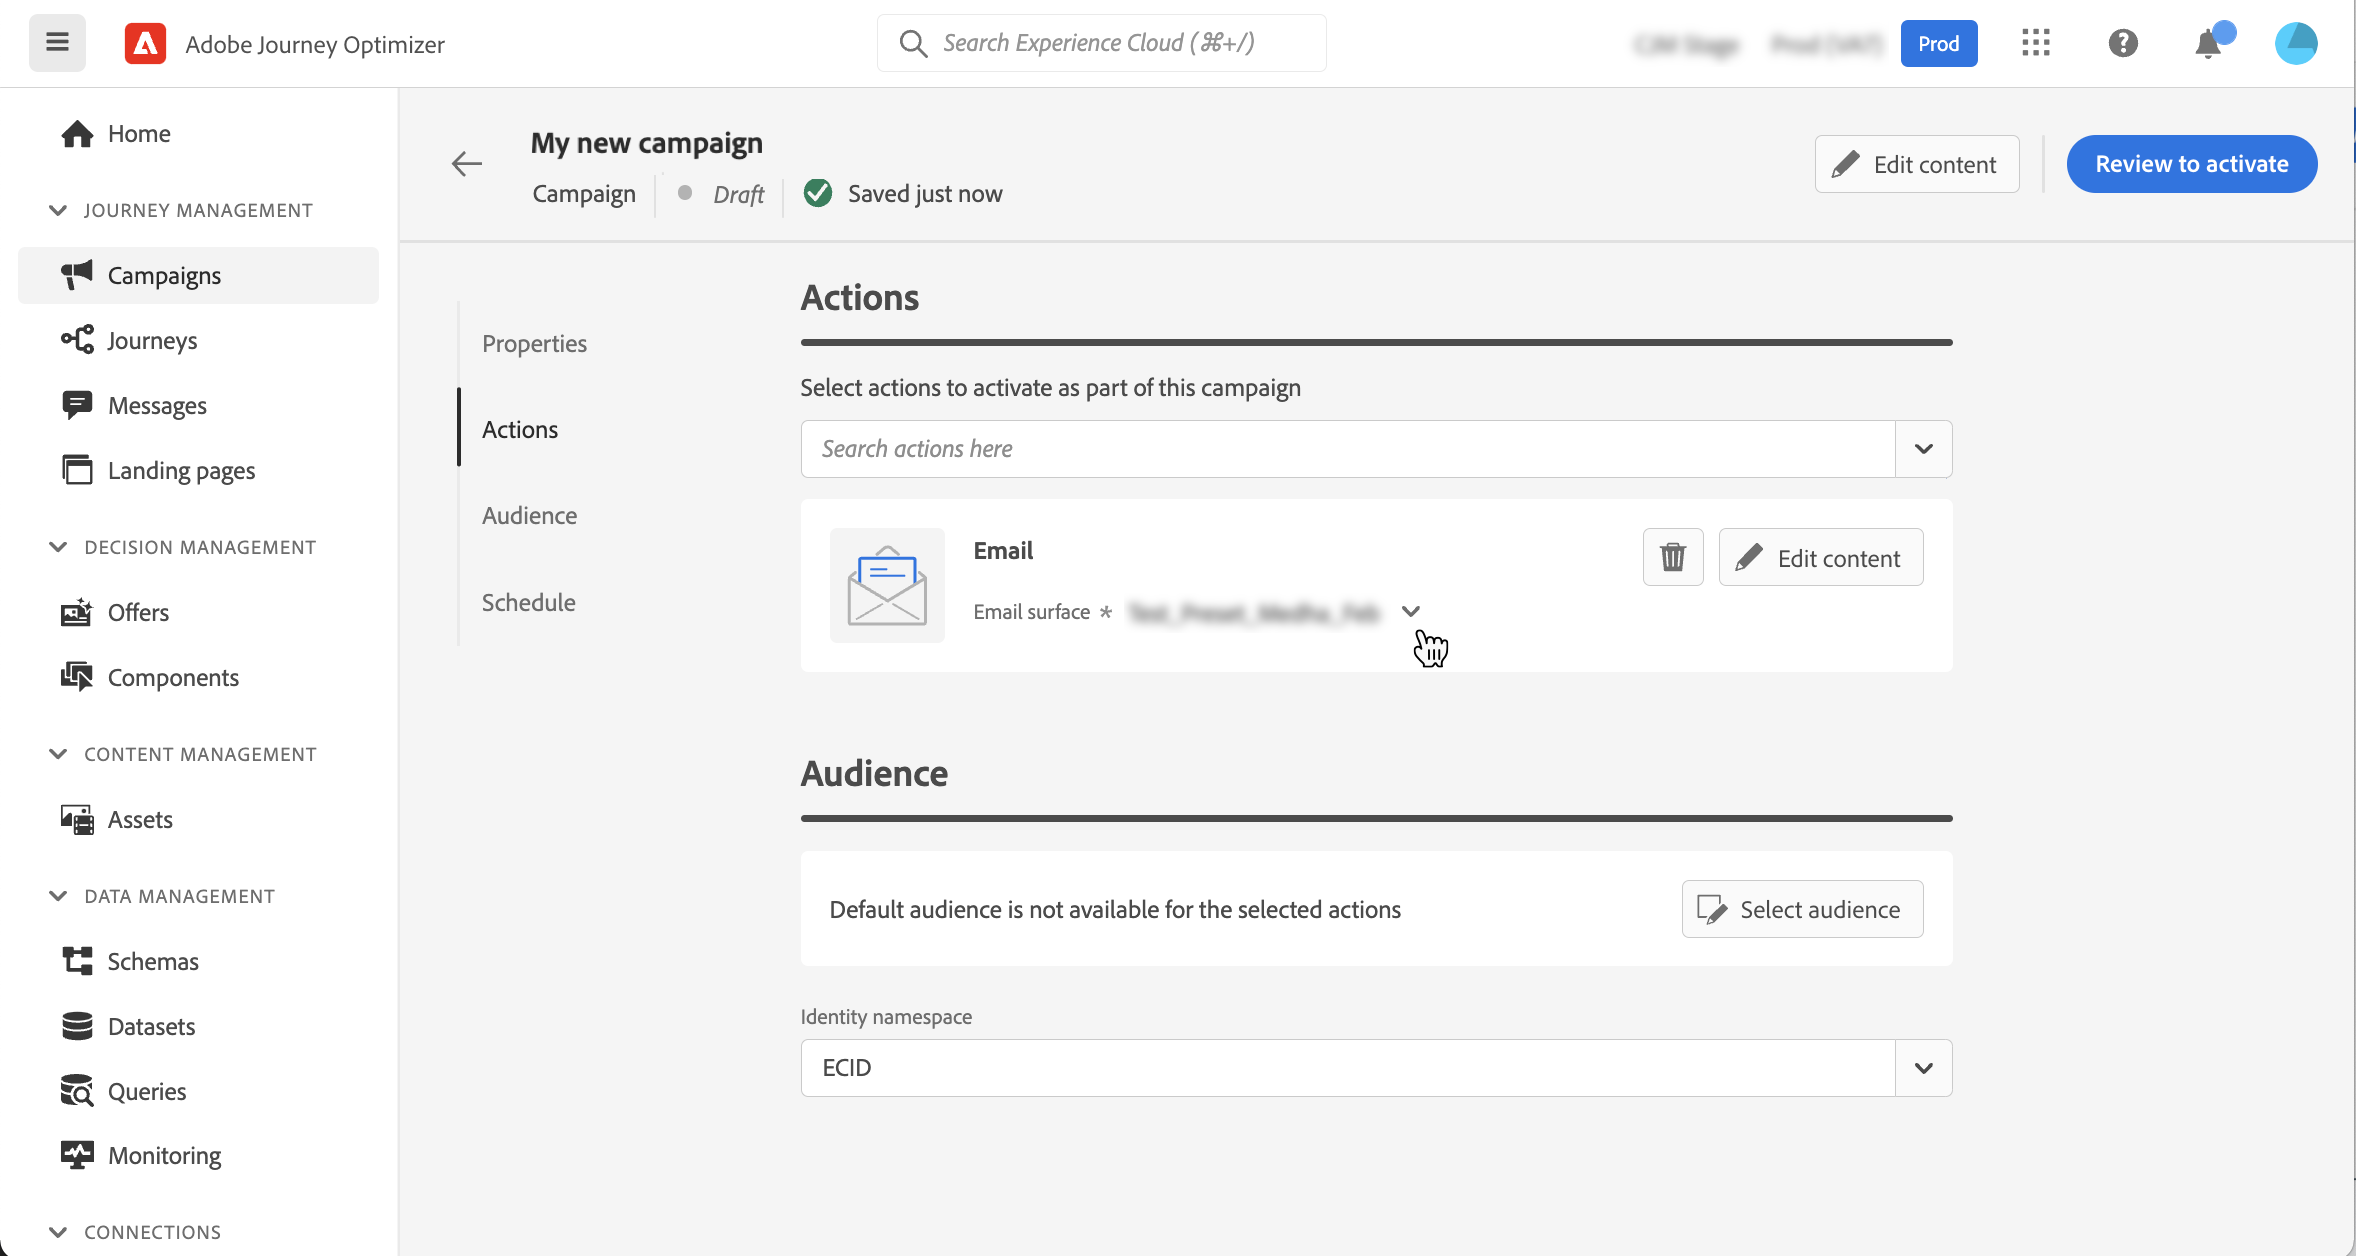 Adobe Journey Optimizer
Search Experience Cloud (⌘+/)
Prod
Home
JOURNEY MANAGEMENT
Campaigns
Journeys
Messages
Landing pages
DECISION MANAGEMENT
Offers
Components
CONTENT MANAGEMENT
Assets
DATA MANAGEMENT
Schemas
Datasets
Queries
Monitoring
CONNECTIONS
My new campaign
Campaign Draft Saved just now
Edit content
Review to activate
Properties
Actions
Audience
Schedule
Actions
Select actions to activate as part of this campaign
Search actions here
Email
Email surface *
Edit content
Audience
Default audience is not available for the selected actions
Select audience
Identity namespace
ECID